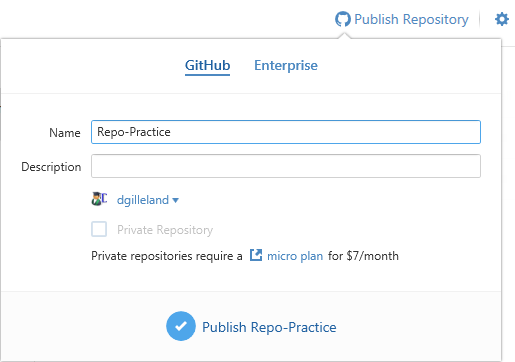 Publish Repository
GitHub Enterprise
Name Repo-Practice
Description
dgilleland
Private Repository
Private repositories require a micro plan for $7/month
Publish Repo-Practice